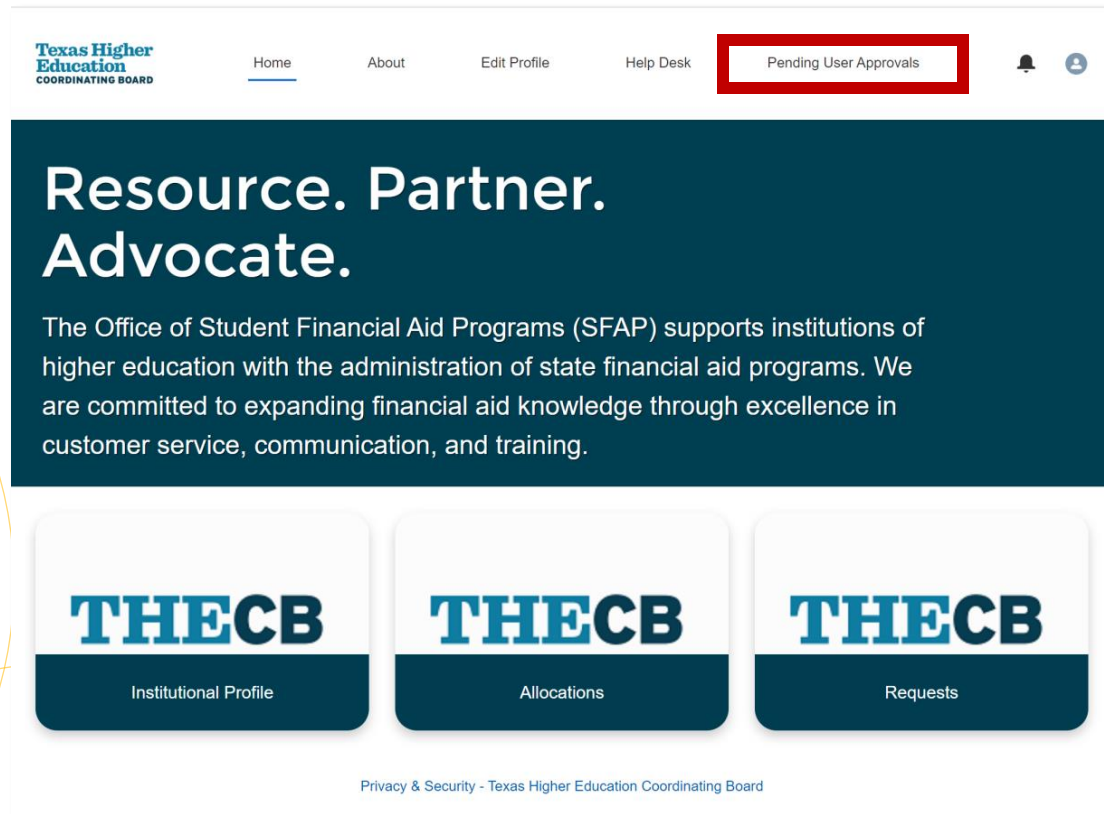 Texas Higher
Education
COORDINATING BOARD
Home
About
Edit Profile
Help Desk
Pending User Approvals
Resource. Partner.
Advocate.
The Office of Student Financial Aid Programs (SFAP) supports institutions of
higher education with the administration of state financial aid programs. We
are committed to expanding financial aid knowledge through excellence in
customer service, communication, and training.
THECB
THECB
THECB
Institutional Profile
Allocations
Requests
Privacy & Security - Texas Higher Education Coordinating Board